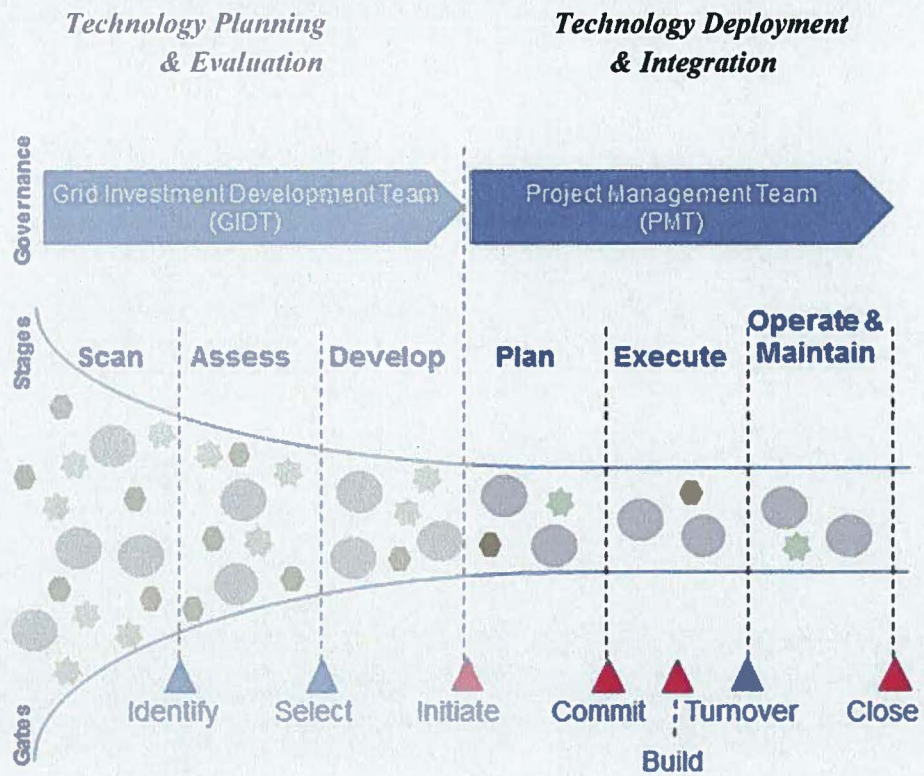 Technology Planning
& Evaluation
Technology Deployment
& Integration
Governance
Grid Investment Development Team
(GIDT)
Project Management Team
(PMT)
Stages
Scan
Assess
Develop
Plan
Execute
Operate &
Maintain
Gates
Identify
Select
Initiate
Commit
Turnover
Close
Build